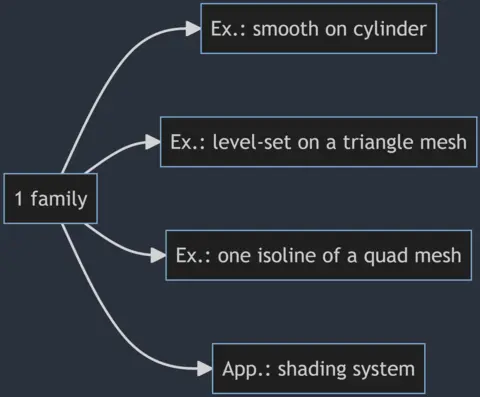 Ex.: smooth on cylinder
Ex.: level-set on a triangle mesh
1 family
Ex.: one isoline of a quad mesh
App.: shading system